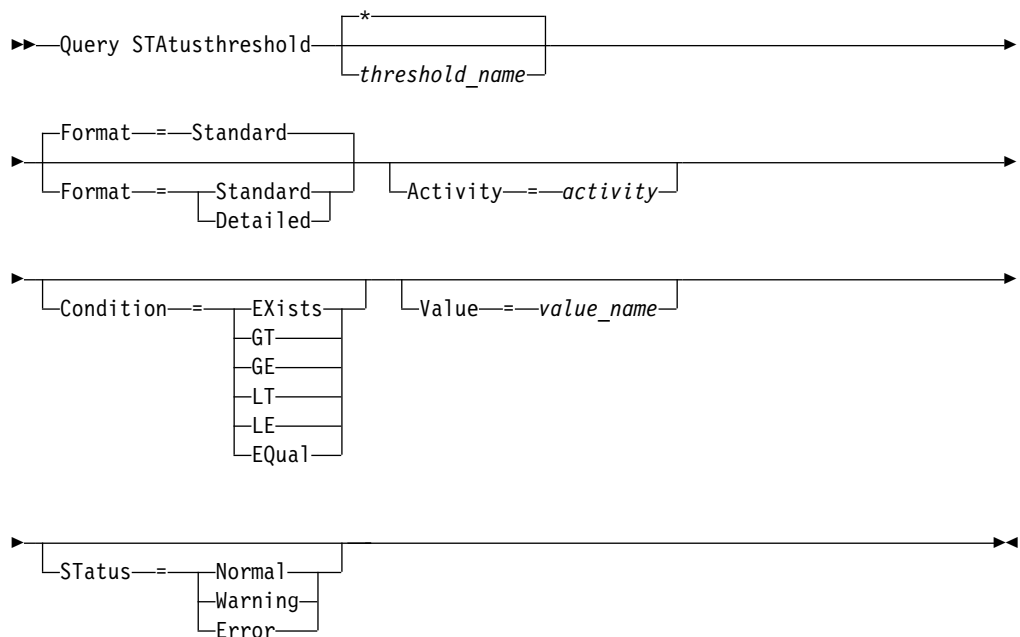 *
Query STAtusthreshold
threshold_name
Format = Standard
Format = Standard Activity = activity
Detailed
Condition = EXists Value = value_name
GT
GE
LT
LE
EQual
STatus = Normal
Warning
Error